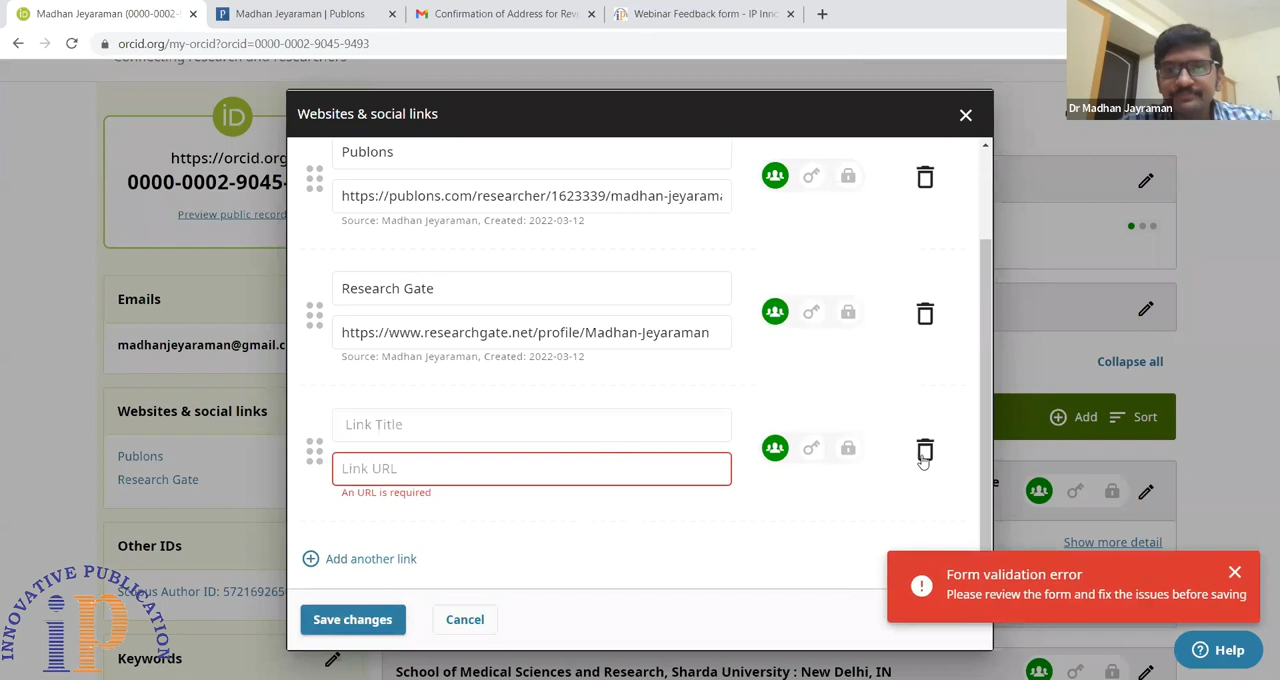 Madhan Jeyaraman (0000-0002-
Madhan Jeyaraman | Publons
Confirmation of Address for Rev
Webinar Feedback form - IP Inno
orcid.org/my-orcid?orcid=0000-0002-9045-9493
Connecting research and researchers
Dr Madhan Jayraman
iD
https://orcid.org
0000-0002-9045-
Preview public record
Emails
madhanjeyaraman@gmail.c
Websites & social links
Publons
Research Gate
Other IDs
Scopus Author ID: 572169265
Keywords
INNOVATIVE PUBLICATION
ip
Websites & social links
Publons
https://publons.com/researcher/1623339/madhan-jeyarama
Source: Madhan Jeyaraman, Created: 2022-03-12
Research Gate
https://www.researchgate.net/profile/Madhan-Jeyaraman
Source: Madhan Jeyaraman, Created: 2022-03-12
Link Title
Link URL
An URL is required
Add another link
Save changes
Cancel
Collapse all
Add
Sort
Show more detail
Form validation error
Please review the form and fix the issues before saving
Help
School of Medical Sciences and Research, Sharda University : New Delhi, IN